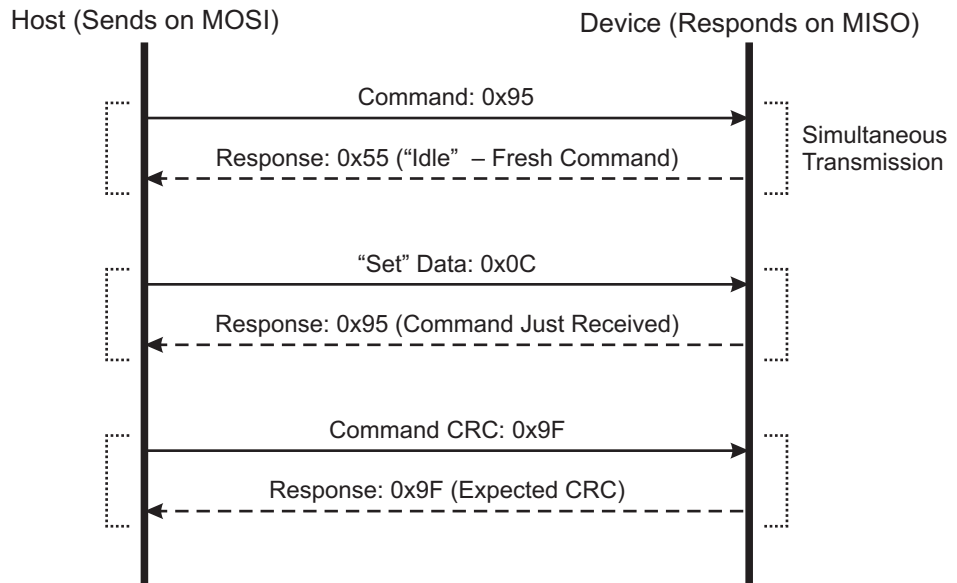 Host (Sends on MOSI)
Device (Responds on MISO)
Command: 0x95
Response: 0x55 (“Idle” – Fresh Command)
Simultaneous
Transmission
“Set” Data: 0x0C
Response: 0x95 (Command Just Received)
Command CRC: 0x9F
Response: 0x9F (Expected CRC)